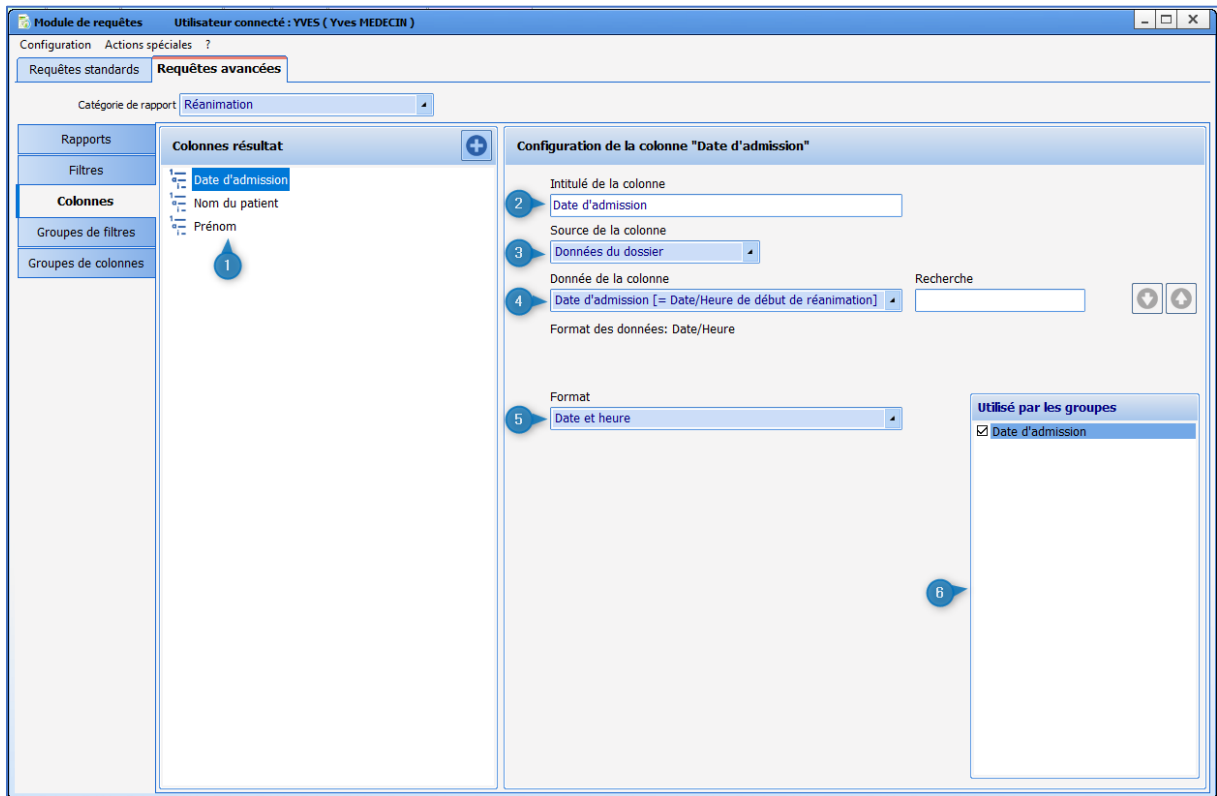 Module de requêtes Utilisateur connecté : YVES ( Yves MEDECIN )
Configuration Actions spéciales ?
Requêtes standards Requêtes avancées
Catégorie de rapport Réanimation
Rapports
Filtres
Colonnes
Groupes de filtres
Groupes de colonnes
Colonnes résultat
Date d'admission
Nom du patient
Prénom
1
Configuration de la colonne "Date d'admission"
Intitulé de la colonne
2 Date d'admission
Source de la colonne
3 Données du dossier
Donnée de la colonne Recherche
4 Date d'admission [= Date/Heure de début de réanimation]
Format des données: Date/Heure
Format
5 Date et heure
Utilisé par les groupes
Date d'admission
6